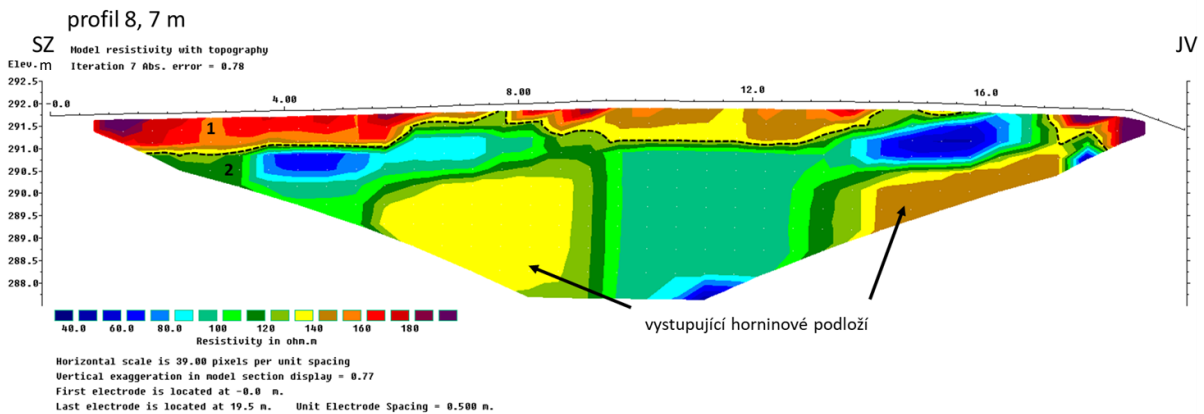 profil 8, 7 m
SZ
JV
Model resistivity with topography
Elev. m
Iteration 7 Abs. error = 0.78
292.5
292.0
291.5
291.0
290.5
290.0
289.5
289.0
288.5
288.0
-0.0
4.00
8.00
12.0
16.0
1
2
vystupující horninové podloží
40.0 60.0 80.0 100 120 140 160 180
Resistivity in ohm.m
Horizontal scale is 39.00 pixels per unit spacing
Vertical exaggeration in model section display = 0.77
First electrode is located at -0.0 m.
Last electrode is located at 19.5 m. Unit Electrode Spacing = 0.500 m.